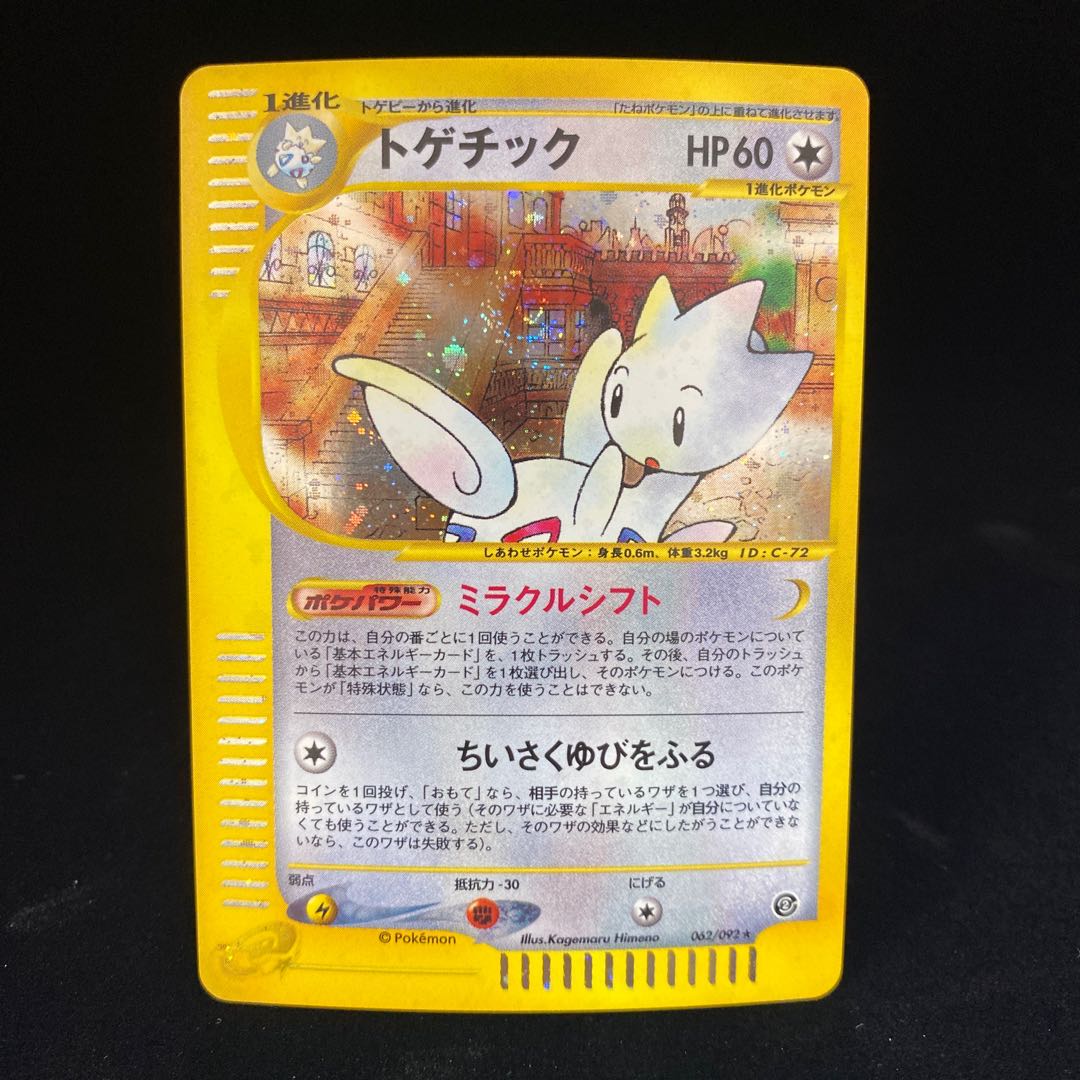 1進化
トゲピーから進化
「たねポケモン」の上に重ねて進化させます
トゲチック
HP60
1進化ポケモン
しあわせポケモン：身長0.6m、体重3.2kg ID：C-72
特殊能力
ポケパワー
ミラクルシフト
この力は、自分の番ごとに1回使うことができる。自分の場のポケモンについて
いる「基本エネルギーカード」を、1枚トラッシュする。その後、自分のトラッシュ
から「基本エネルギーカード」を1枚選び出し、そのポケモンにつける。このポケ
モンが「特殊状態」なら、この力を使うことはできない。
ちいさくゆびをふる
コインを1回投げ、「おもて」なら、相手の持っているワザを1つ選び、自分の
持っているワザとして使う（そのワザに必要な「エネルギー」が自分についていな
くても使うことができる。ただし、そのワザの効果などにしたがうことができ
ないなら、このワザは失敗する）。
弱点
抵抗力 -30
にげる
© Pokémon
Illus.Kagemaru Himeno
062/092★